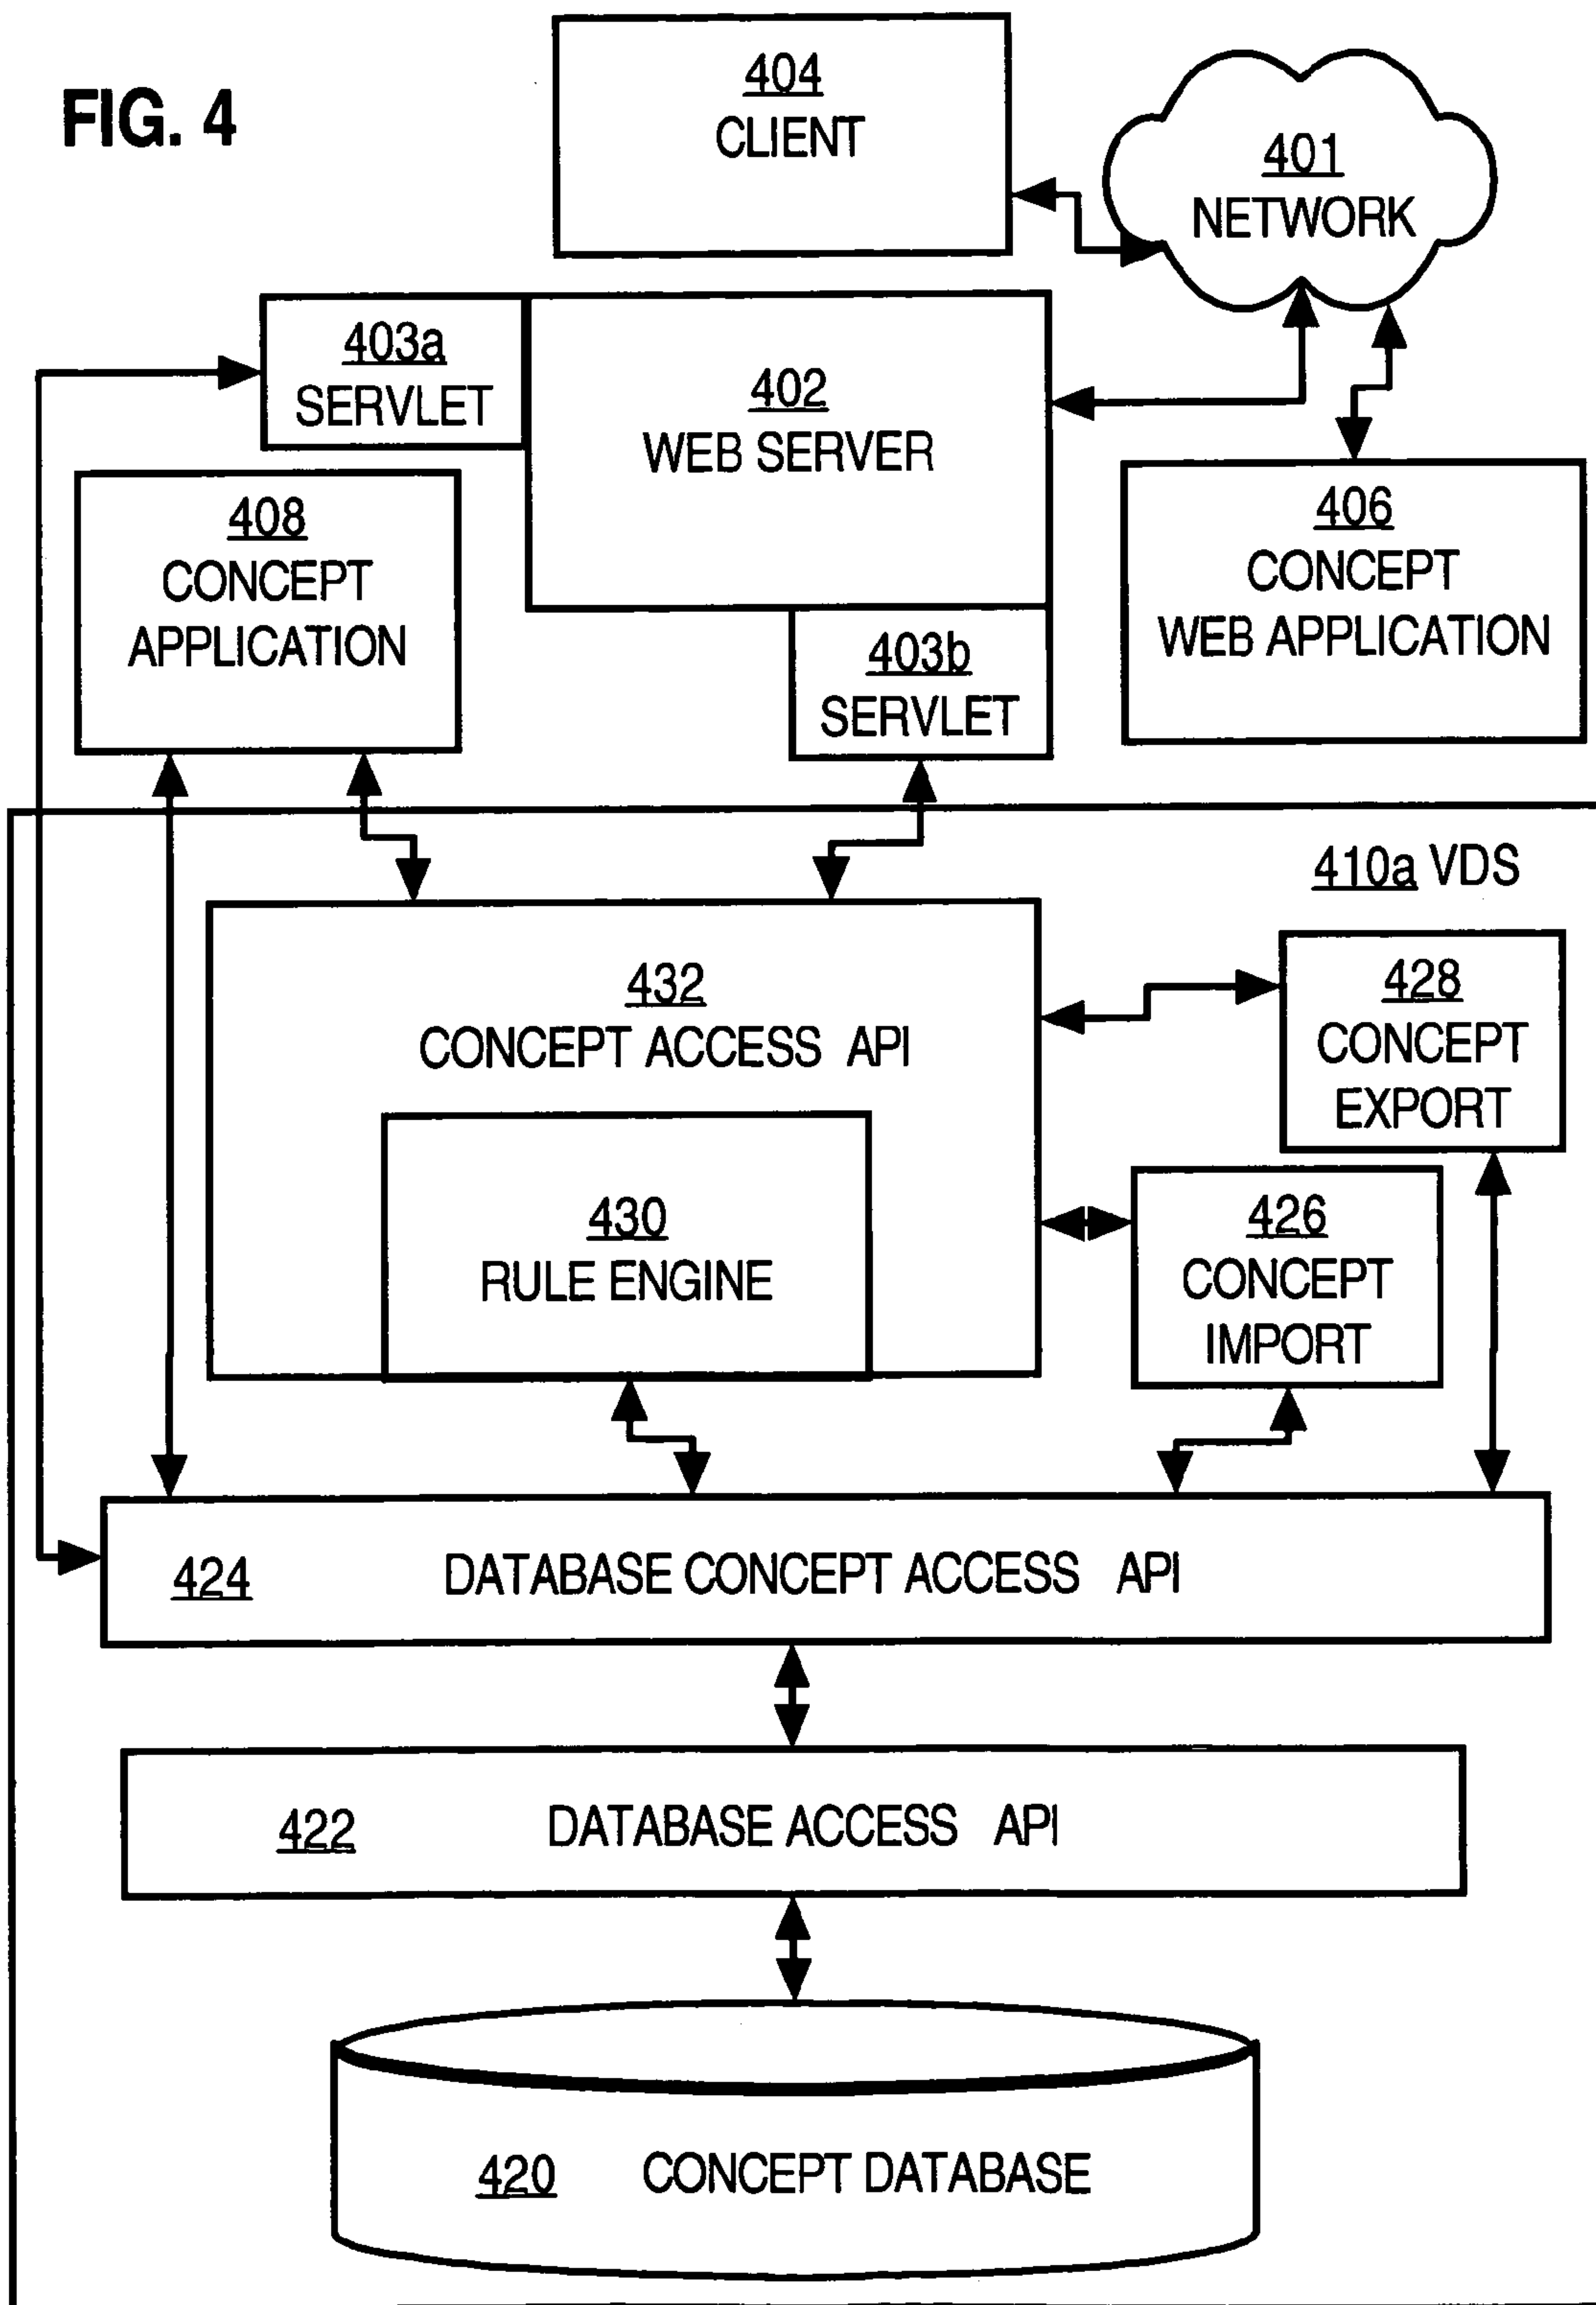 FIG. 4
404
CLIENT
401
NETWORK
403a
SERVLET
402
WEB SERVER
408
CONCEPT
APPLICATION
406
CONCEPT
WEB APPLICATION
403b
SERVLET
410a VDS
432
CONCEPT ACCESS API
428
CONCEPT
EXPORT
430
RULE ENGINE
426
CONCEPT
IMPORT
424 DATABASE CONCEPT ACCESS API
422 DATABASE ACCESS API
420 CONCEPT DATABASE